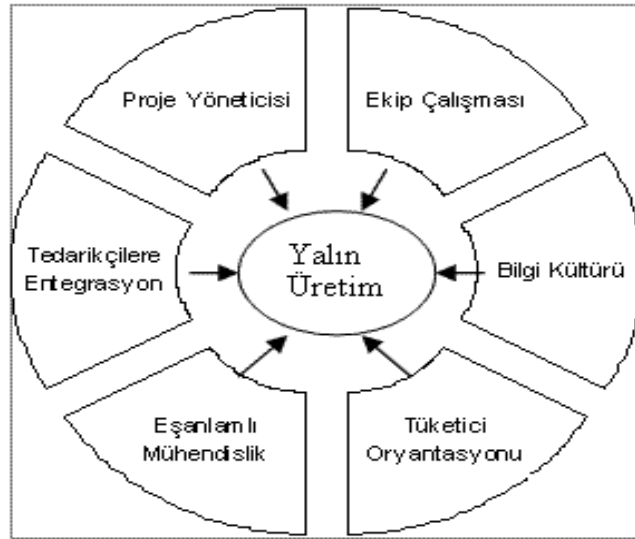 Proje Yöneticisi
Ekip Çalışması
Tedarikçilere
Entegrasyon
Yalın
Üretim
Bilgi Kültürü
Eşanlamlı
Mühendislik
Tüketici
Oryantasyonu